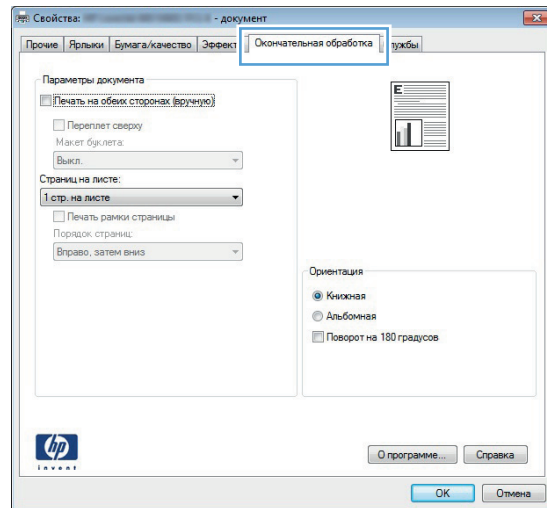 Свойства: - документ
Прочие Ярлыки Бумага/качество Эффект Окончательная обработка
Параметры документа
Печать на обеих сторонах (вручную)
Переплет сверху
Макет буклета:
Выкл.
Страниц на листе:
1 стр. на листе
Печать рамки страницы
Порядок страниц:
Вправо, затем вниз
E
Ориентация
Книжная
Альбомная
Поворот на 180 градусов
hp
invent
О программе... Справка
OK Отмена